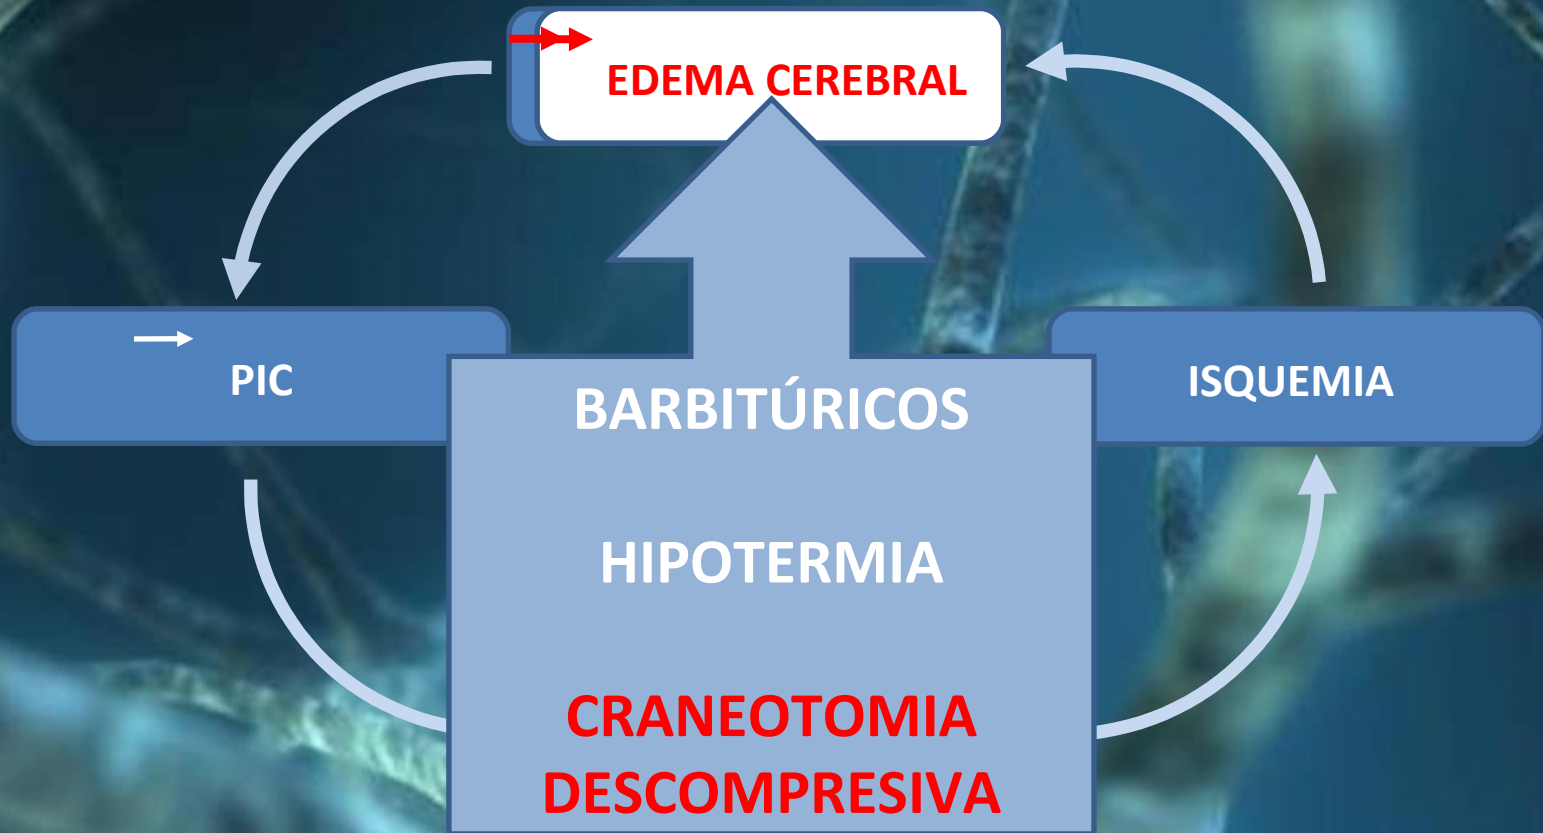 EDEMA CEREBRAL
PIC
ISQUEMIA
BARBITÚRICOS
HIPOTERMIA
CRANEOTOMIA
DESCOMPRESIVA